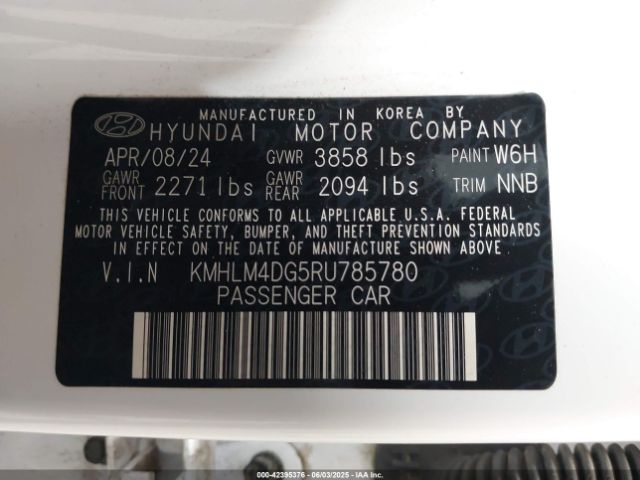 MANUFACTURED IN KOREA BY
HYUNDAI MOTOR COMPANY
APR/08/24 GVWR 3858 lbs PAINT W6H
GAWR FRONT 2271 lbs GAWR REAR 2094 lbs TRIM NNB
THIS VEHICLE CONFORMS TO ALL APPLICABLE U.S.A. FEDERAL
MOTOR VEHICLE SAFETY, BUMPER, AND THEFT PREVENTION STANDARDS
IN EFFECT ON THE DATE OF MANUFACTURE SHOWN ABOVE.
V.I.N KMHLM4DG5RU785780
PASSENGER CAR
Stock No: 42395376 | 06/03/2025 | IAA Inc.